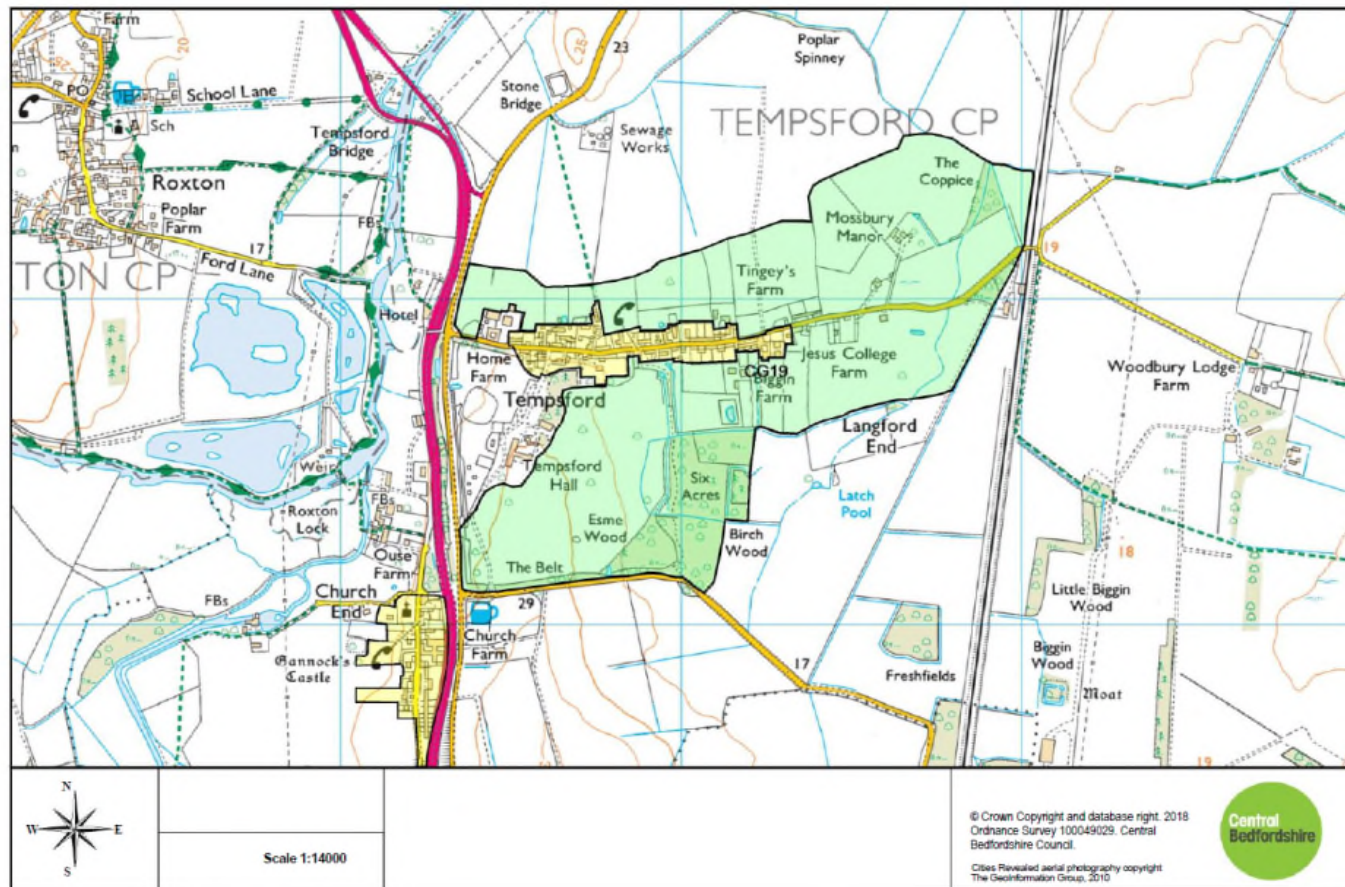 Farm
20
25
PO
School Lane
Sch
Roxton
Poplar
Farm
17
Ford Lane
TON CP
Tempsford
Bridge
FBs
Hotel
Stone
Bridge
25
23
Sewage
Works
Poplar
Spinney
TEMPSFORD CP
The
Coppice
Mossbury
Manor
Tingey's
Farm
19
Home
Farm
Tempsford
Jesus College
Farm
CG19
Biggin
Farm
Langford
End
Woodbury Lodge
Farm
Weir
Roxton
Lock
FBs
Tempsford
Hall
Six
Acres
Latch
Pool
Esme
Wood
Birch
Wood
The Belt
Ouse
Farm
Church
End
FBs
29
Church
Farm
Gannock's
Castle
17
Freshfields
18
Little Biggin
Wood
Biggin
Wood
Moat
19
N
W E
S
Scale 1:14000
© Crown Copyright and database right. 2018
Ordnance Survey 100049029. Central
Bedfordshire Council.
Cities Revealed aerial photography copyright
The GeoInformation Group, 2010
Central
Bedfordshire